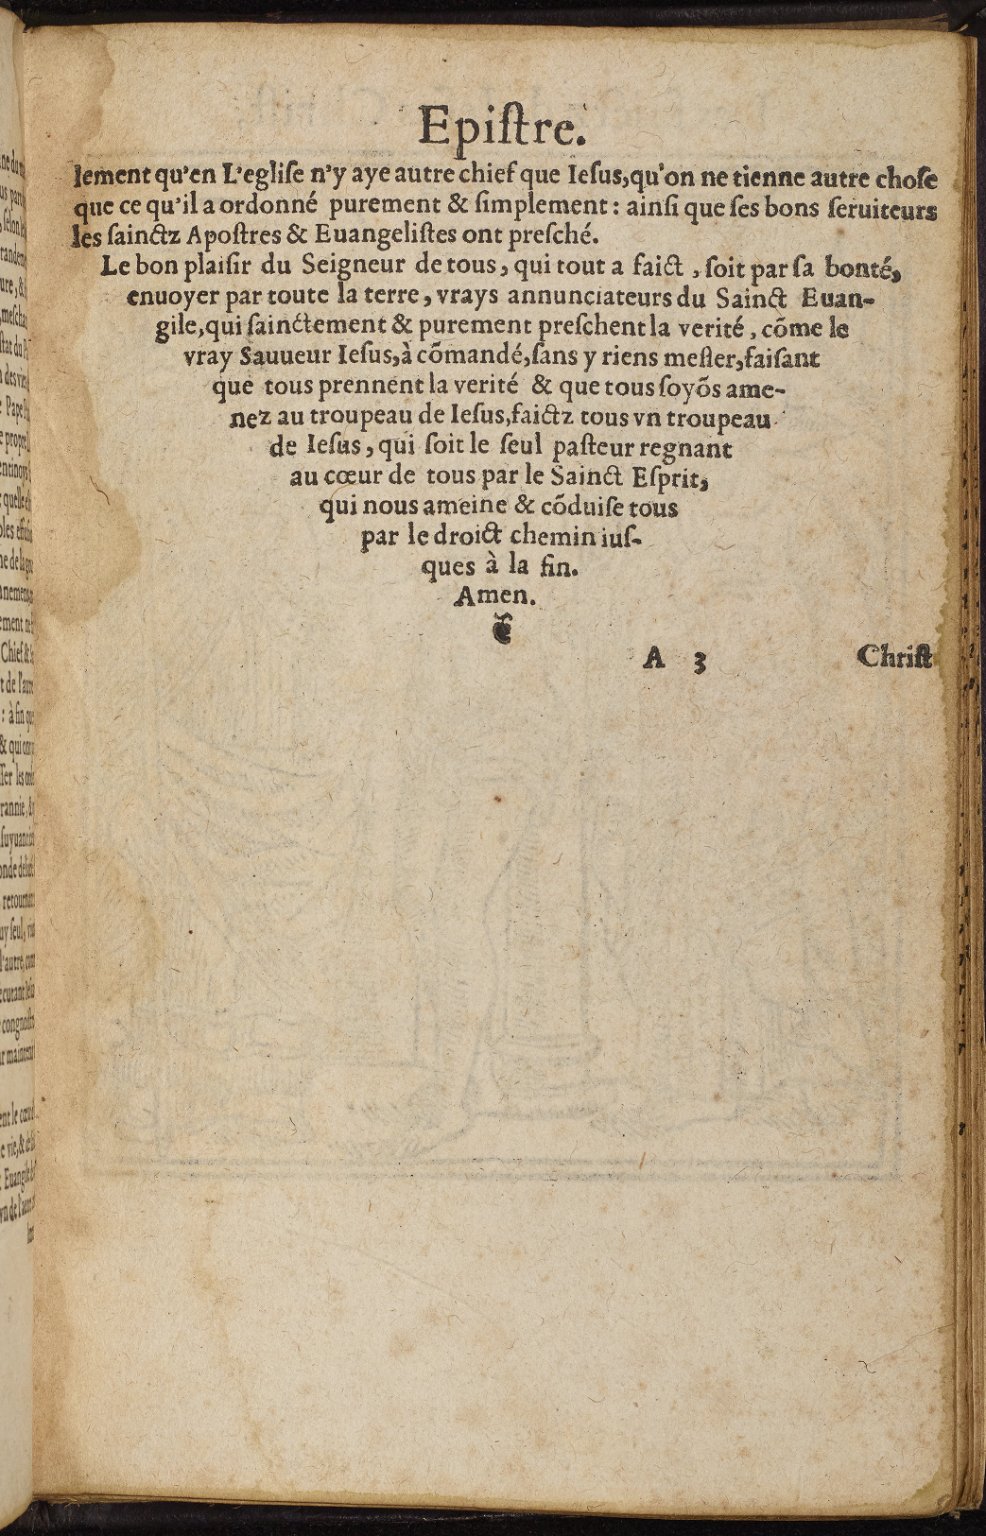 Epiſtre.
lement qu'en L'egliſe n'y aye autre chief que Ieſus, qu'on ne tienne autre choſe
que ce qu'il a ordonné purement & ſimplement: ainſi que ſes bons ſeruiteurs
les ſainctz Apoſtres & Euangeliſtes ont preſché.
Le bon plaiſir du Seigneur de tous, qui tout a faict, ſoit par ſa bonté,
enuoyer par toute la terre, vrays annunciateurs du Sainct Euan-
gile, qui ſainctement & purement preſchent la verité, cõme le
vray Sauueur Ieſus, à cõmandé, ſans y riens meſler, faiſant
que tous prennent la verité & que tous ſoyõs ame-
nez au troupeau de Ieſus, faictz tous vn troupeau
de Ieſus, qui ſoit le ſeul paſteur regnant
au cœur de tous par le Sainct Eſprit,
qui nous ameine & cõduiſe tous
par le droict chemin iuſ-
ques à la fin.
Amen.
A 3 Chriſt